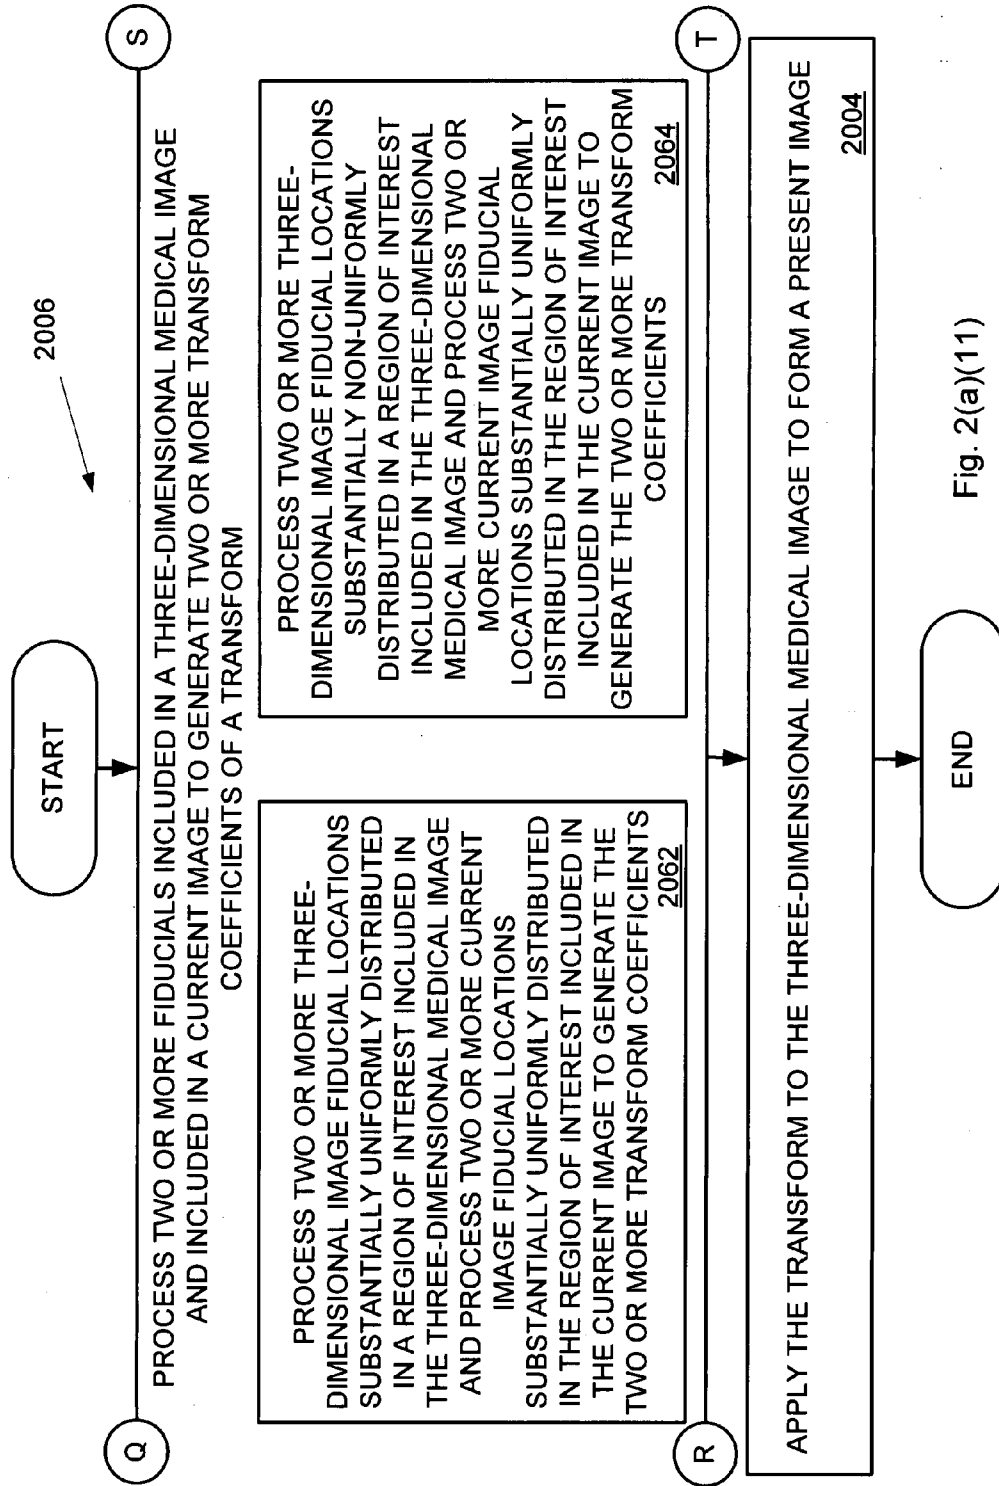 2006
START
Q
S
PROCESS TWO OR MORE FIDUCIALS INCLUDED IN A THREE-DIMENSIONAL MEDICAL IMAGE
AND INCLUDED IN A CURRENT IMAGE TO GENERATE TWO OR MORE TRANSFORM
COEFFICIENTS OF A TRANSFORM
PROCESS TWO OR MORE THREE-
DIMENSIONAL IMAGE FIDUCIAL LOCATIONS
SUBSTANTIALLY UNIFORMLY DISTRIBUTED
IN A REGION OF INTEREST INCLUDED IN
THE THREE-DIMENSIONAL MEDICAL IMAGE
AND PROCESS TWO OR MORE CURRENT
IMAGE FIDUCIAL LOCATIONS
SUBSTANTIALLY UNIFORMLY DISTRIBUTED
IN THE REGION OF INTEREST INCLUDED IN
THE CURRENT IMAGE TO GENERATE THE
TWO OR MORE TRANSFORM COEFFICIENTS
2062
PROCESS TWO OR MORE THREE-
DIMENSIONAL IMAGE FIDUCIAL LOCATIONS
SUBSTANTIALLY NON-UNIFORMLY
DISTRIBUTED IN A REGION OF INTEREST
INCLUDED IN THE THREE-DIMENSIONAL
MEDICAL IMAGE AND PROCESS TWO OR
MORE CURRENT IMAGE FIDUCIAL
LOCATIONS SUBSTANTIALLY UNIFORMLY
DISTRIBUTED IN THE REGION OF INTEREST
INCLUDED IN THE CURRENT IMAGE TO
GENERATE THE TWO OR MORE TRANSFORM
COEFFICIENTS
2064
R
T
APPLY THE TRANSFORM TO THE THREE-DIMENSIONAL MEDICAL IMAGE TO FORM A PRESENT IMAGE
2004
END
Fig. 2(a)(11)